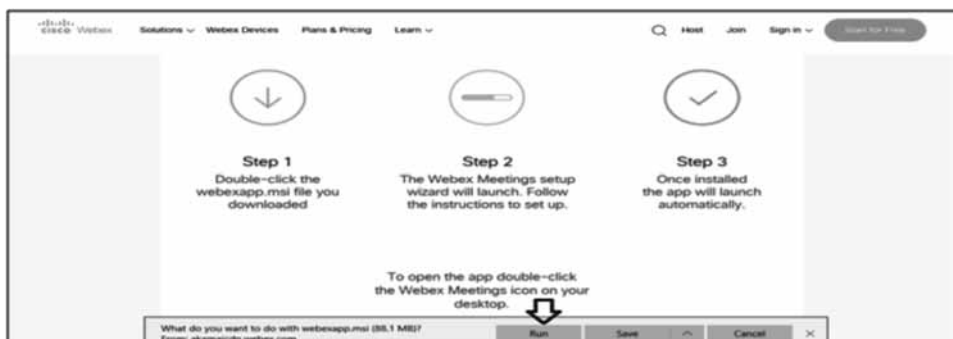 cisco Webex Solutions Webex Devices Plans & Pricing Learn Host Join Sign in Start for Free
Step 1
Double-click the
webexapp.msi file you
downloaded
Step 2
The Webex Meetings setup
wizard will launch. Follow
the instructions to set up.
Step 3
Once installed
the app will launch
automatically.
To open the app double-click
the Webex Meetings icon on your
desktop.
What do you want to do with webexapp.msi (88.1 MB)?
Run Save Cancel
From: akamaicdn.webex.com